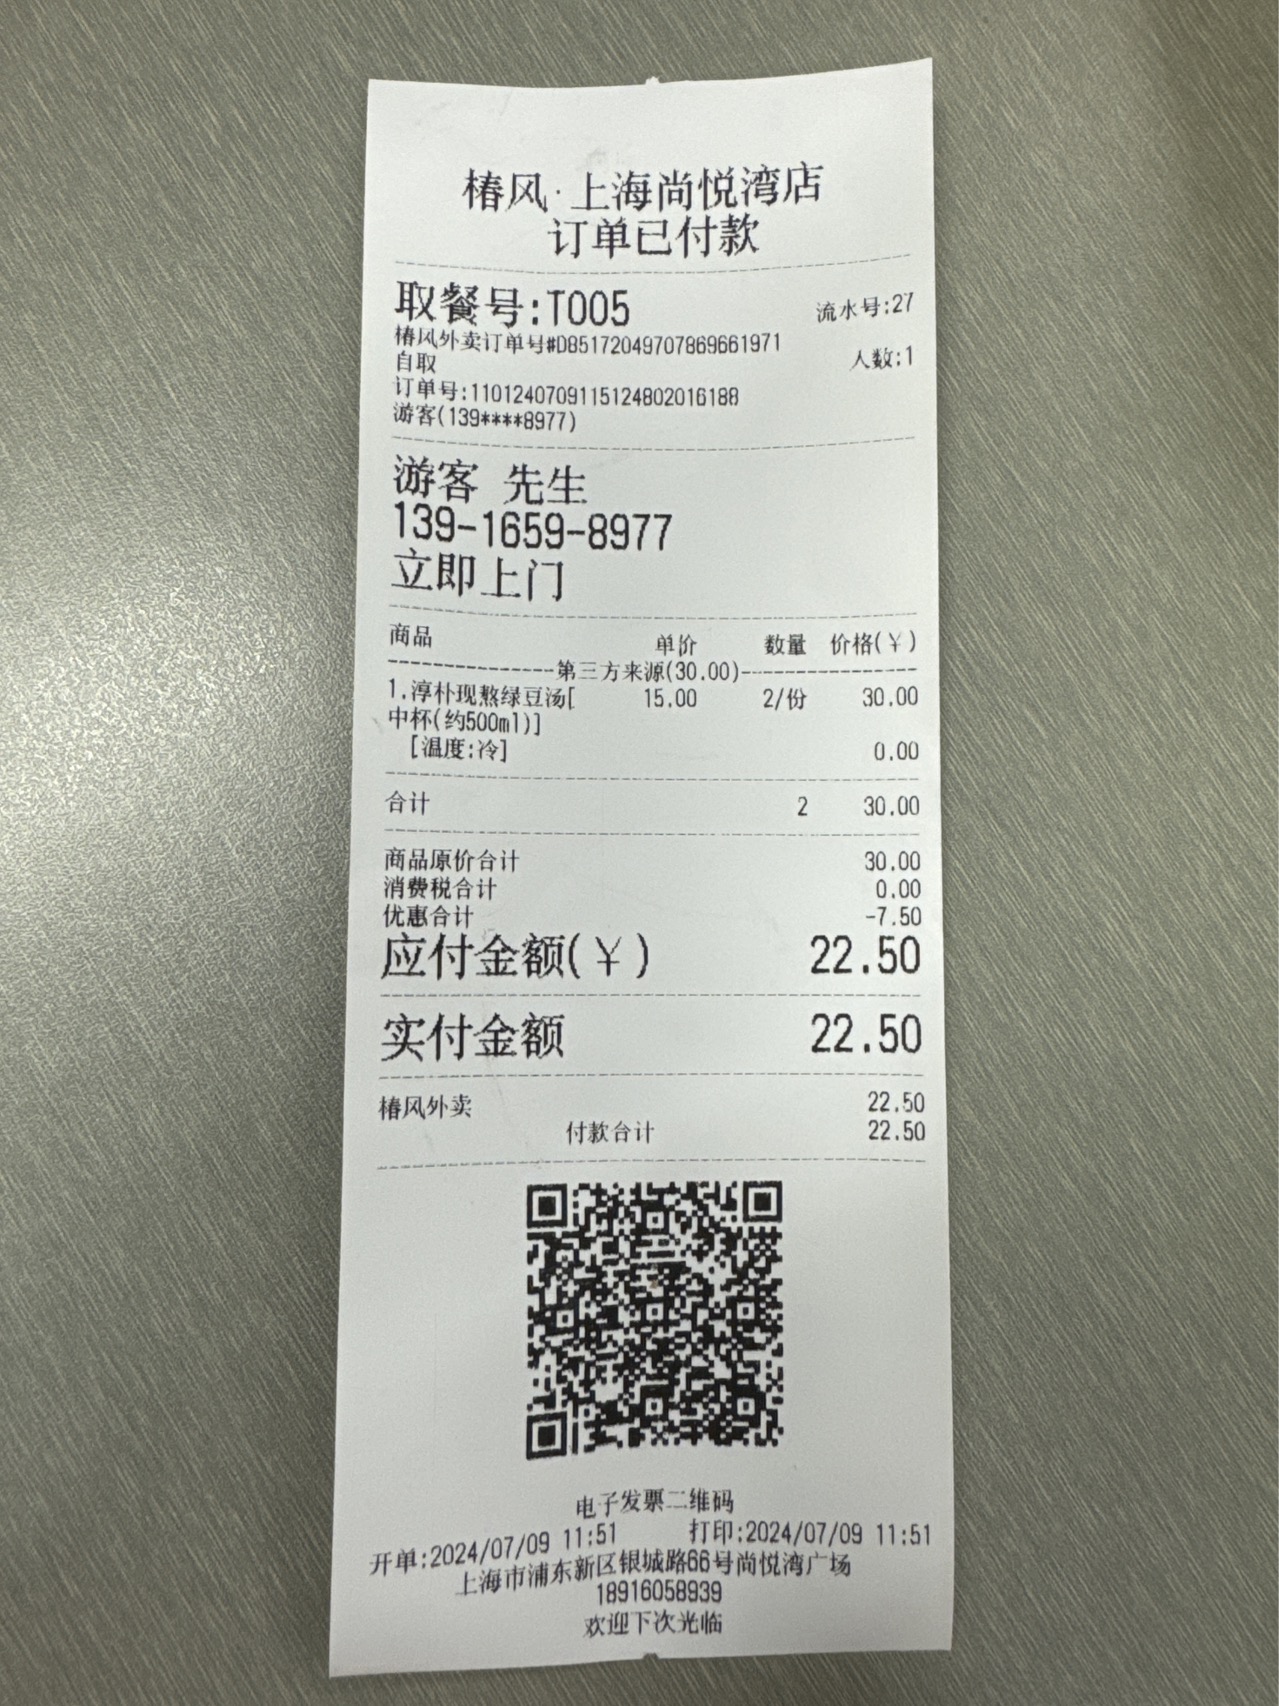 椿风·上海尚悦湾店
订单已付款
取餐号:T005 流水号:27
椿风外卖订单号#D85172049707869661971
自取 人数:1
订单号:11012407091151248020​16188
游客(139****8977)
游客 先生
139-1659-8977
立即上门
商品 单价 数量 价格(￥)
----------------第三方来源(30.00)----------------
1.淳朴现熬绿豆汤[ 15.00 2/份 30.00
中杯(约500ml)]
[温度:冷] 0.00
合计 2 30.00
商品原价合计 30.00
消费税合计 0.00
优惠合计 -7.50
应付金额(￥) 22.50
实付金额 22.50
椿风外卖 22.50
付款合计 22.50
电子发票二维码
开单:2024/07/09 11:51 打印:2024/07/09 11:51
上海市浦东新区银城路66号尚悦湾广场
18916058939
欢迎下次光临